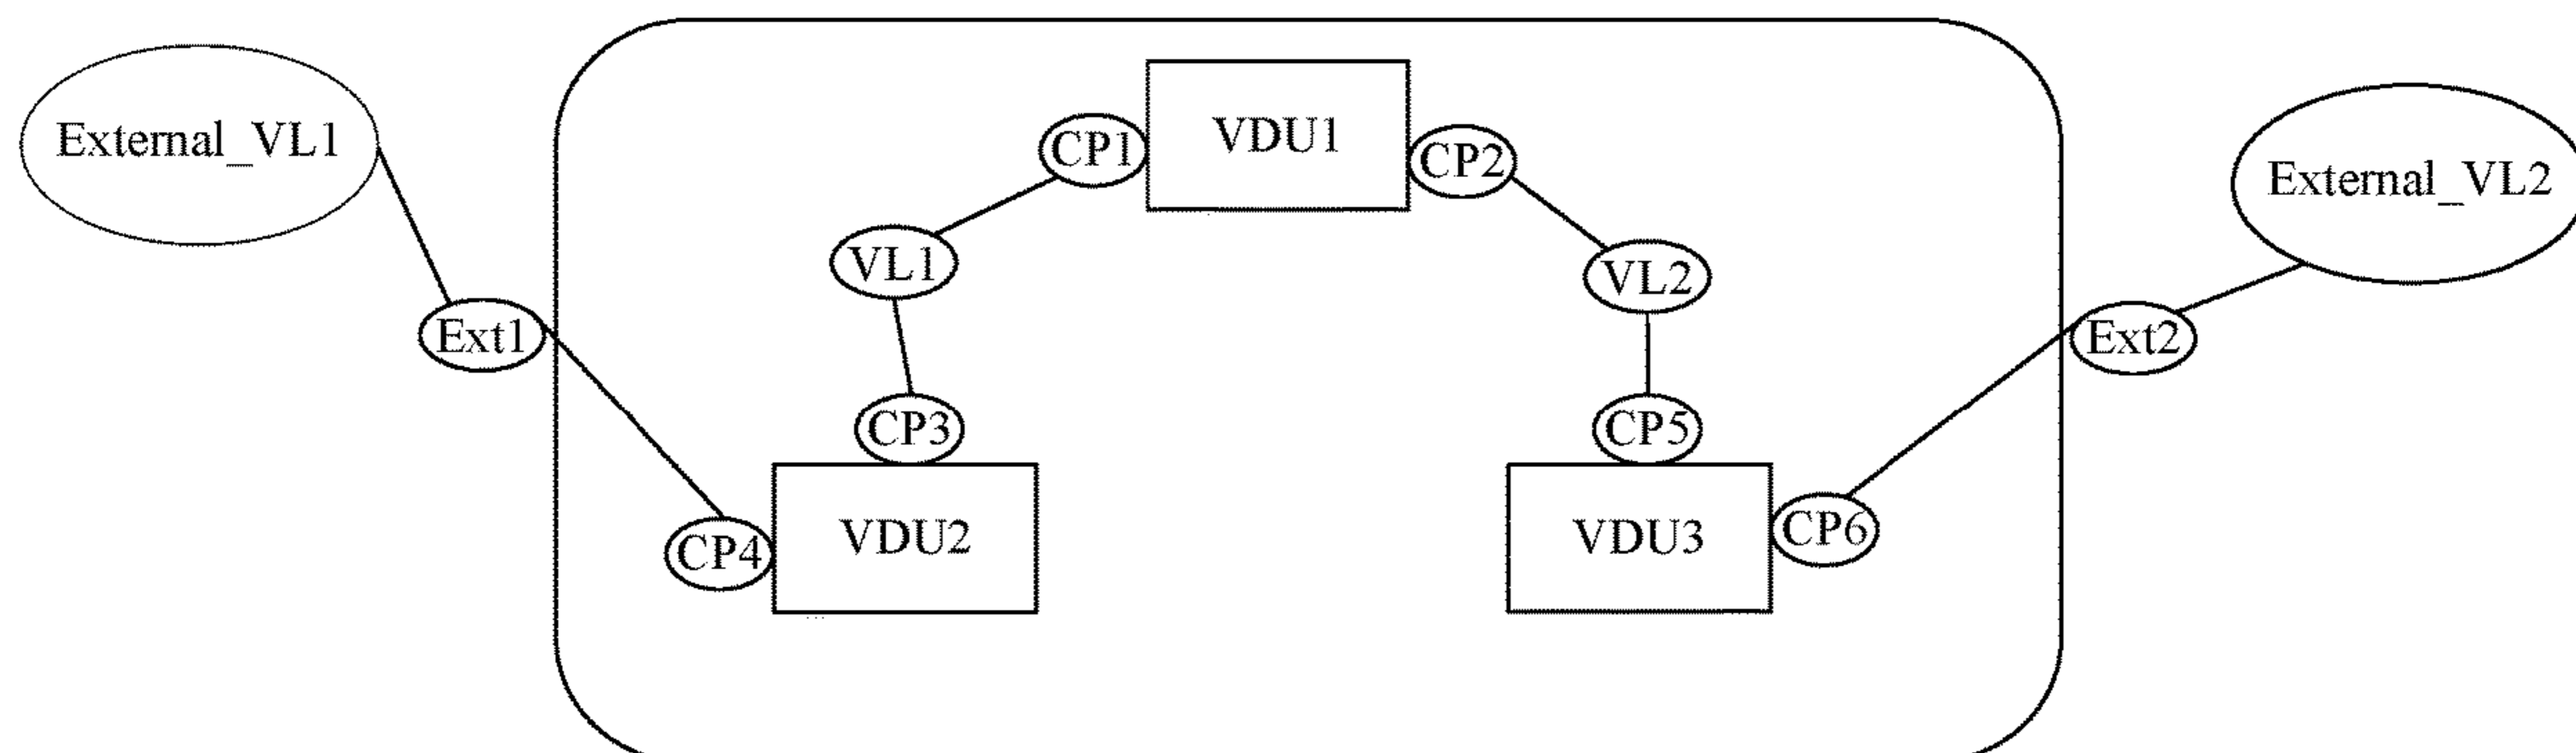 External_VL1
CP1
VDU1
CP2
External_VL2
VL1
VL2
Ext1
Ext2
CP3
CP5
CP4
VDU2
VDU3
CP6